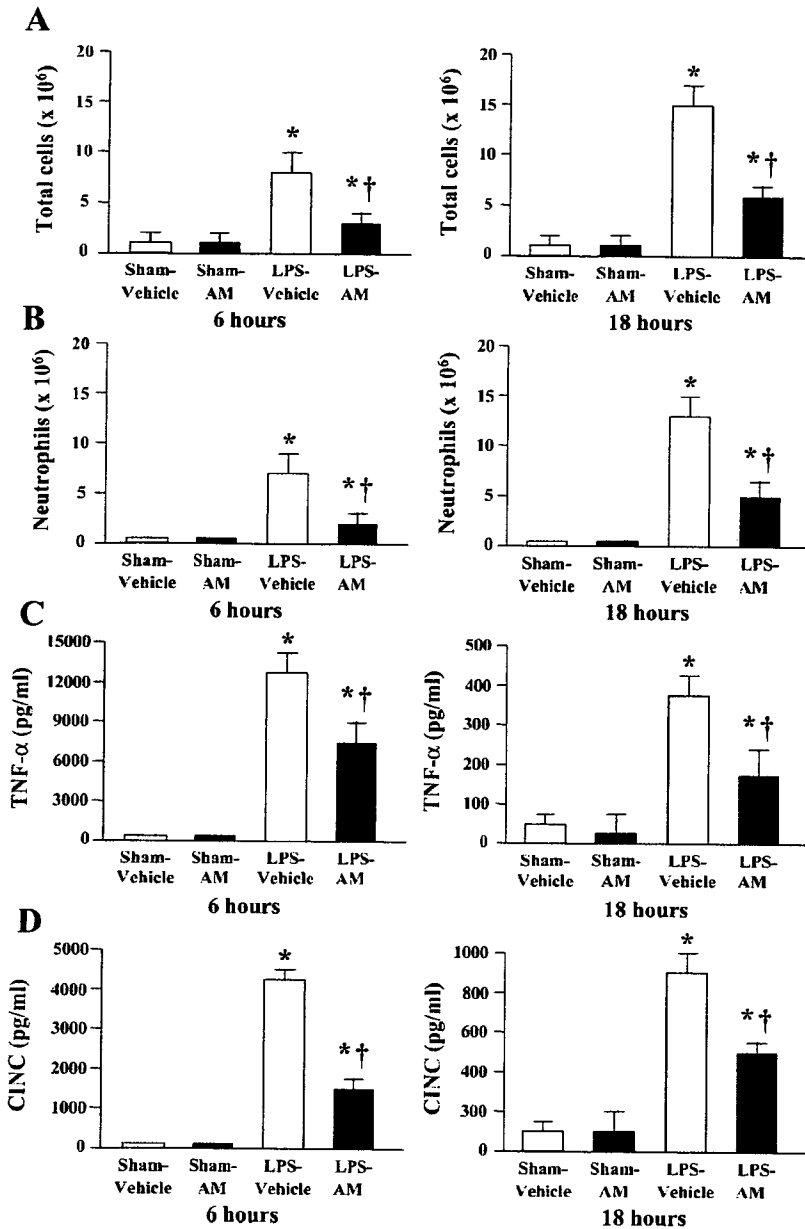 A
Total cells (x 10⁶)
20
15
10
5
0
*
*†
Sham-Vehicle
Sham-AM
LPS-Vehicle
LPS-AM
6 hours
Total cells (x 10⁶)
20
15
10
5
0
*
*†
Sham-Vehicle
Sham-AM
LPS-Vehicle
LPS-AM
18 hours
B
Neutrophils (x 10⁶)
20
15
10
5
0
*
*†
Sham-Vehicle
Sham-AM
LPS-Vehicle
LPS-AM
6 hours
Neutrophils (x 10⁶)
20
15
10
5
0
*
*†
Sham-Vehicle
Sham-AM
LPS-Vehicle
LPS-AM
18 hours
C
TNF-α (pg/ml)
15000
12000
9000
6000
3000
0
*
*†
Sham-Vehicle
Sham-AM
LPS-Vehicle
LPS-AM
6 hours
TNF-α (pg/ml)
500
400
300
200
100
0
*
*†
Sham-Vehicle
Sham-AM
LPS-Vehicle
LPS-AM
18 hours
D
CINC (pg/ml)
5000
4000
3000
1500
1000
0
*
*†
Sham-Vehicle
Sham-AM
LPS-Vehicle
LPS-AM
6 hours
CINC (pg/ml)
1000
800
600
400
300
0
*
*†
Sham-Vehicle
Sham-AM
LPS-Vehicle
LPS-AM
18 hours